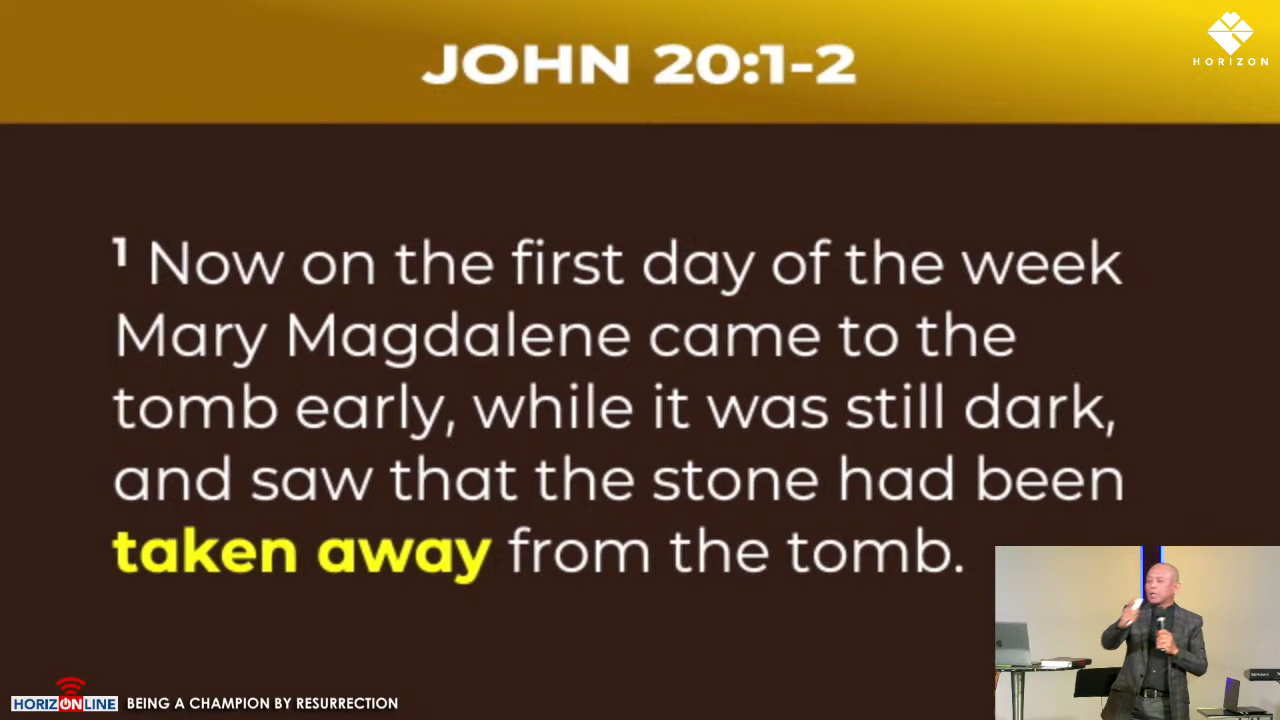 JOHN 20:1-2
HORIZON
1 Now on the first day of the week
Mary Magdalene came to the
tomb early, while it was still dark,
and saw that the stone had been
taken away from the tomb.
HORIZONLINE BEING A CHAMPION BY RESURRECTION